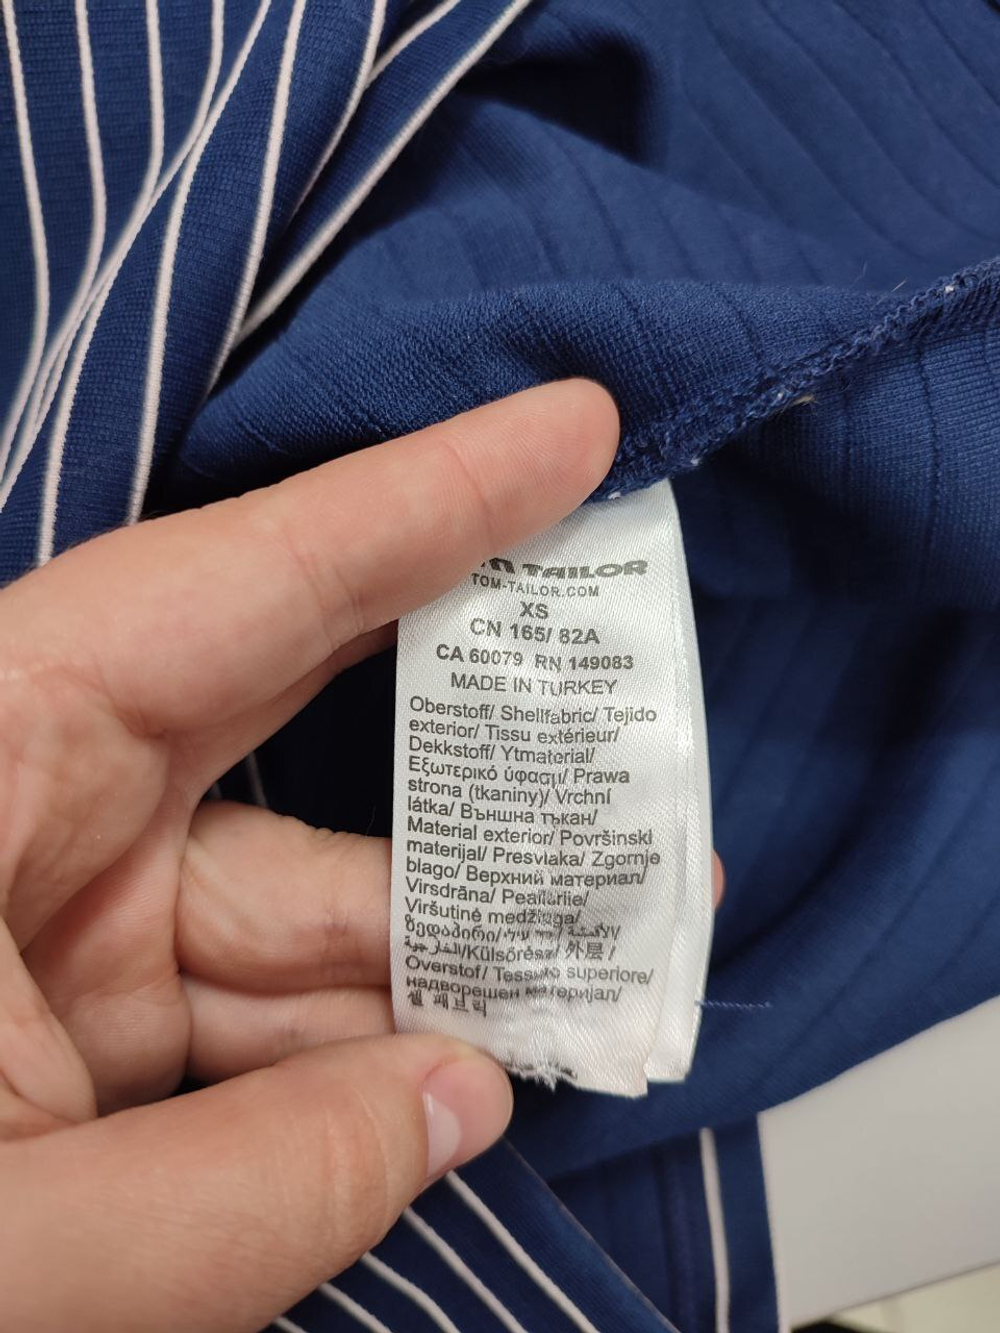 TAILOR
TOM-TAILOR.COM
XS
CN 165/ 82A
CA 60079 RN 149083
MADE IN TURKEY
Oberstoff/ Shellfabric/ Tejido
exterior/ Tissu extérieur/
Dekkstoff/ Ytmaterial/
Εξωτερικό ύφασμ/ Prawa
strona (tkaniny)/ Vrchní
látka/ Външна тъкан/
Material exterior/ Površinski
materijal/ Presvlaka/ Zgornje
blago/ Верхний материал/
Virsdrāna/
Viršutinė medžiaga/
ზედაპირი/
外层 /
Overstof/ Tessuto superiore/
надворешен материјан/